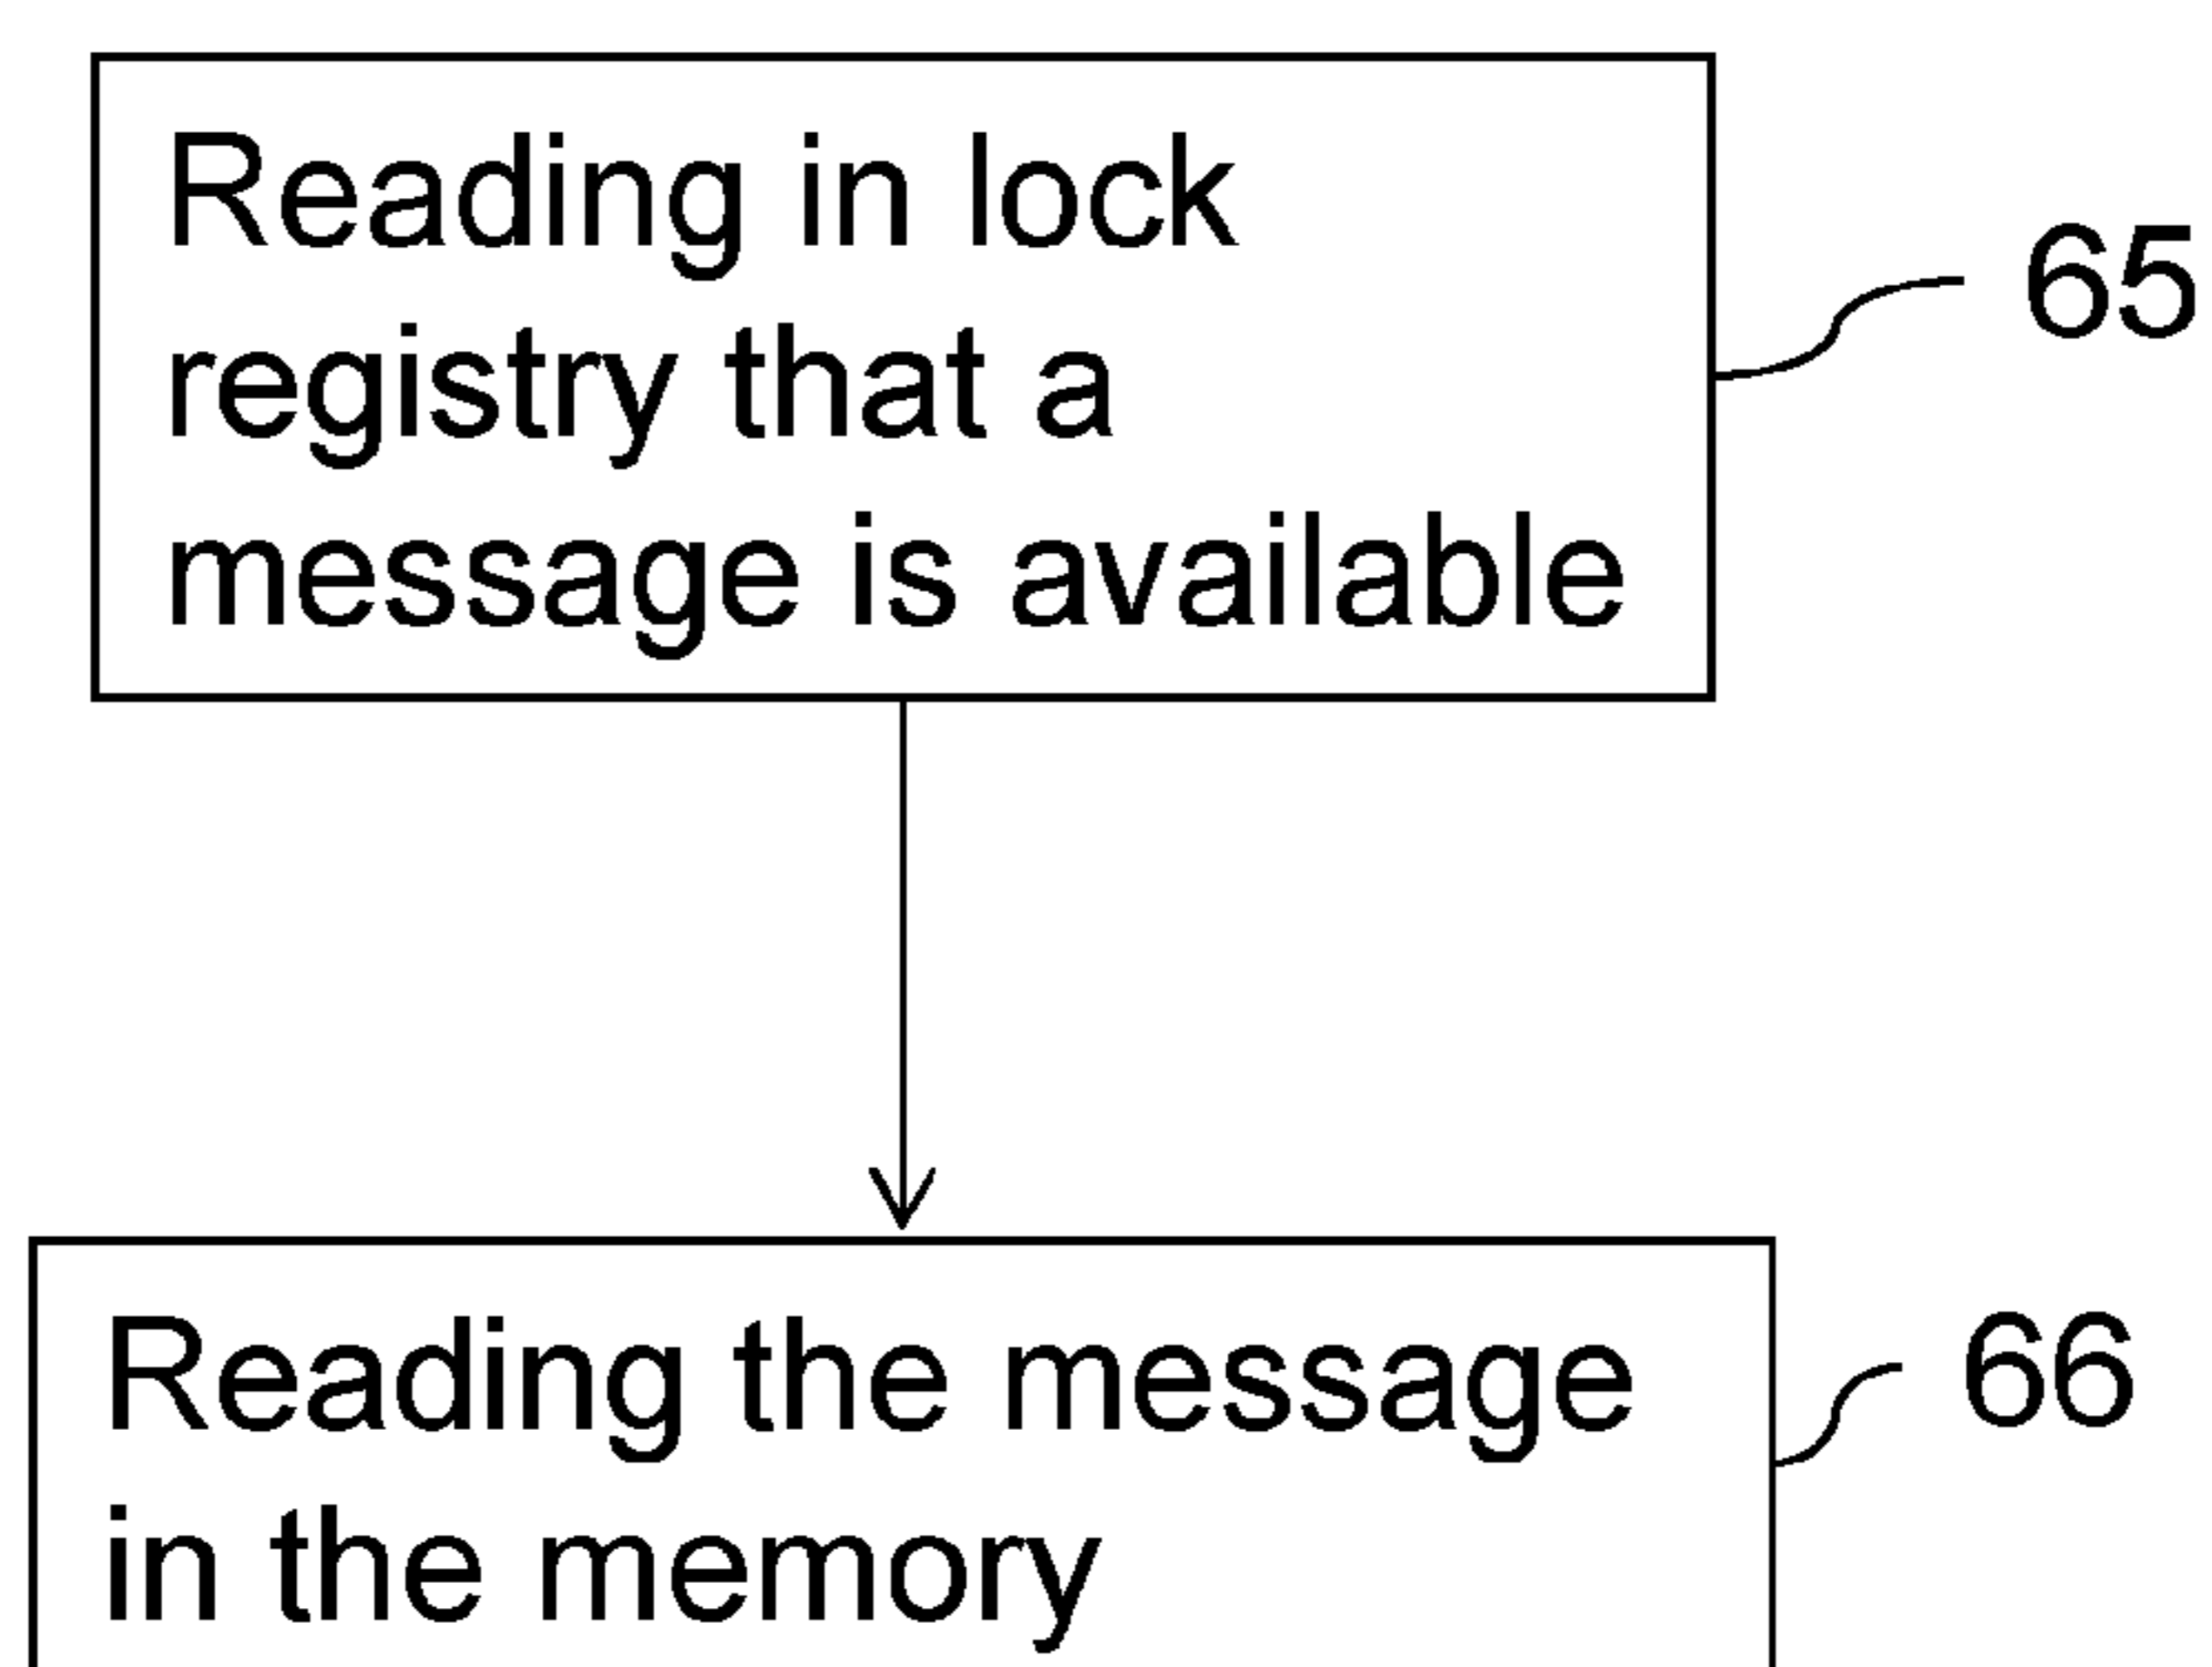 Reading in lock
registry that a
message is available
65
Reading the message
in the memory
66